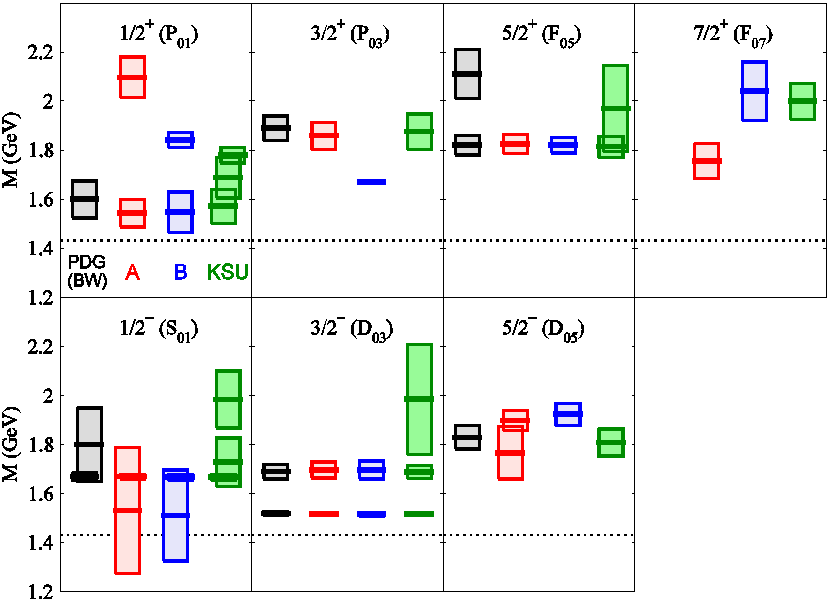 1/2⁺ (P₀₁) 3/2⁺ (P₀₃) 5/2⁺ (F₀₅) 7/2⁺ (F₀₇)
2.2
2
1.8
1.6
1.4
1.2
M (GeV)
PDG
(BW) A B KSU
1/2⁻ (S₀₁) 3/2⁻ (D₀₃) 5/2⁻ (D₀₅)
2.2
2
1.8
1.6
1.4
1.2
M (GeV)